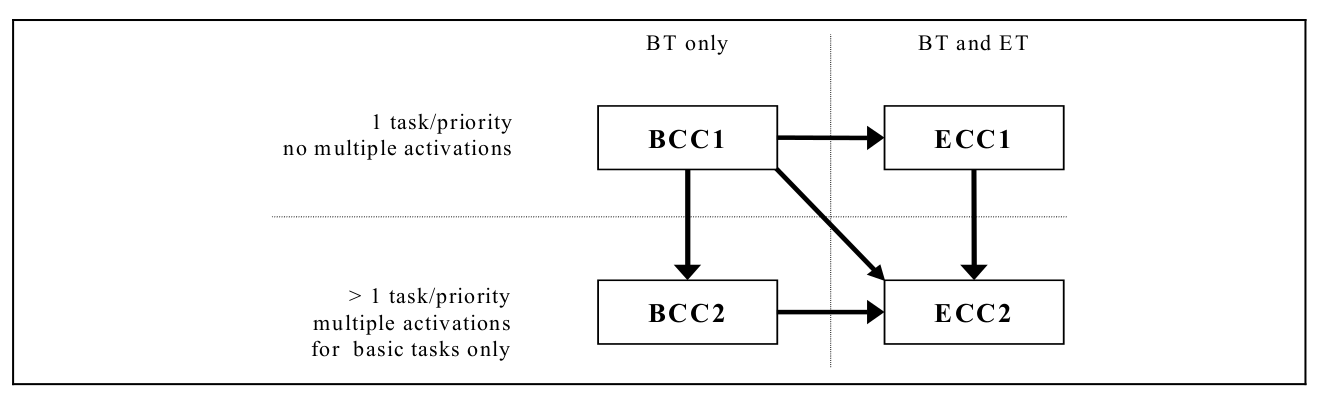 BT only
BT and ET
1 task/priority
no multiple activations
BCC1
ECC1
> 1 task/priority
multiple activations
for basic tasks only
BCC2
ECC2